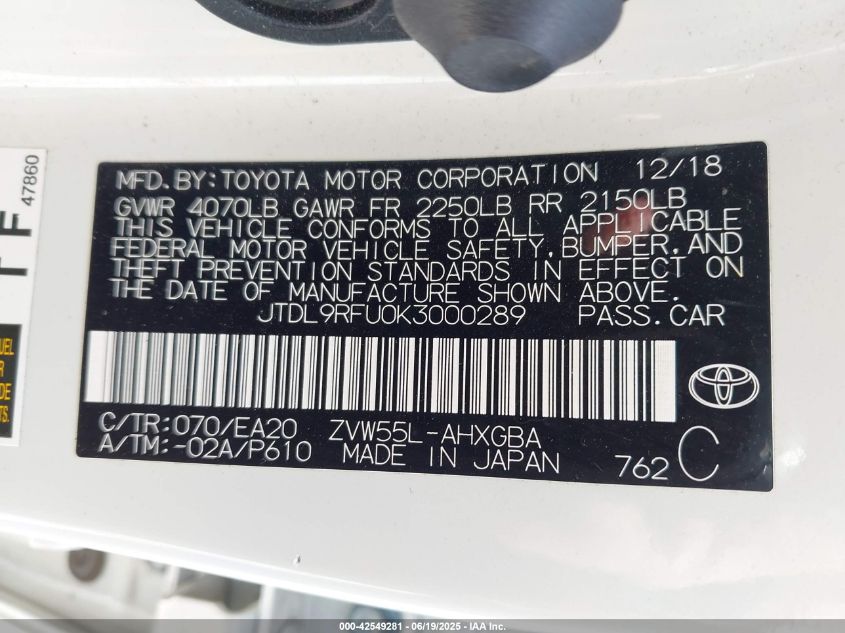 MFD.BY:TOYOTA MOTOR CORPORATION 12/18
GVWR 4070LB GAWR FR 2250LB RR 2150LB
THIS VEHICLE CONFORMS TO ALL APPLICABLE
FEDERAL MOTOR VEHICLE SAFETY,BUMPER,AND
THEFT PREVENTION STANDARDS IN EFFECT ON
THE DATE OF MANUFACTURE SHOWN ABOVE.
JTDL9RFU0K3000289 PASS.CAR
C/TR:070/EA20 ZVW55L-AHXGBA
A/TM:-02A/P610 MADE IN JAPAN 762 C
47860
000-42549281 - 06/19/2025 - IAA Inc.